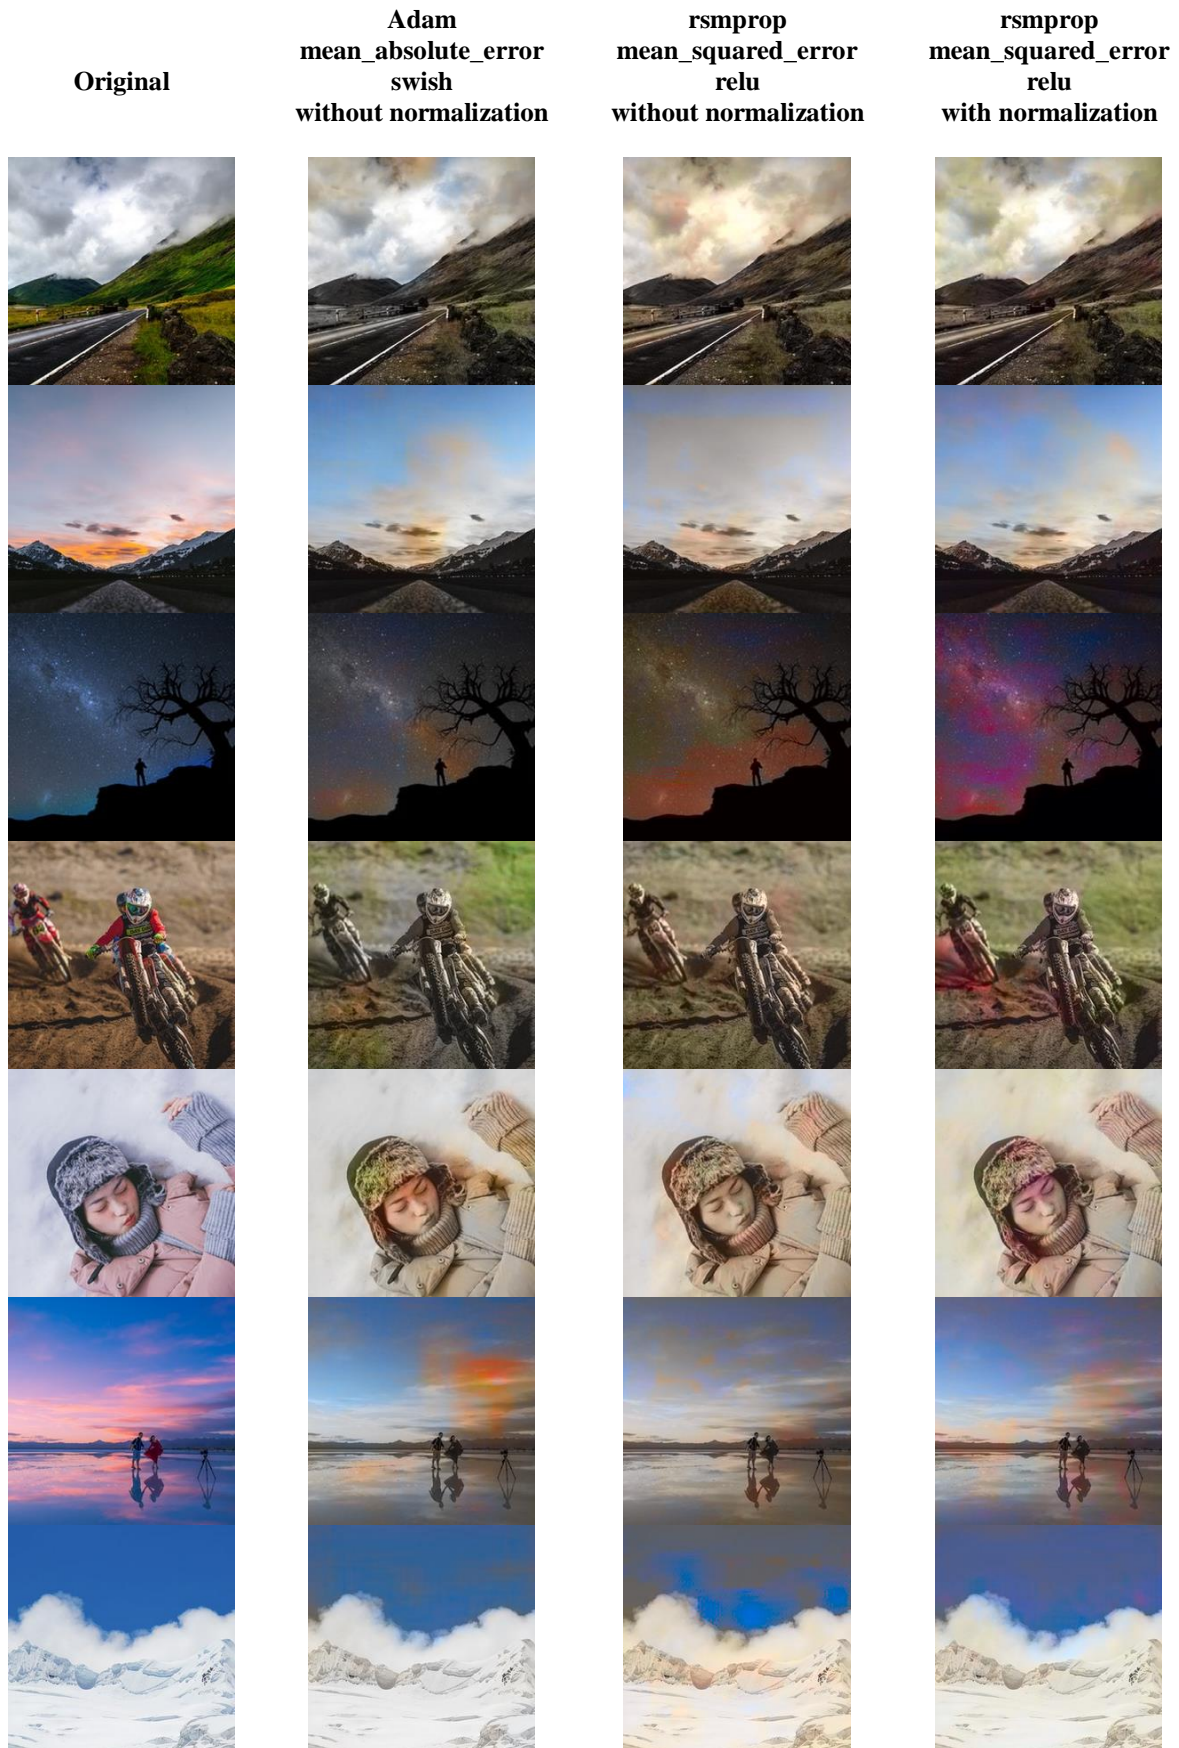 Original
Adam
mean_absolute_error
swish
without normalization
rsmprop
mean_squared_error
relu
without normalization
rsmprop
mean_squared_error
relu
with normalization